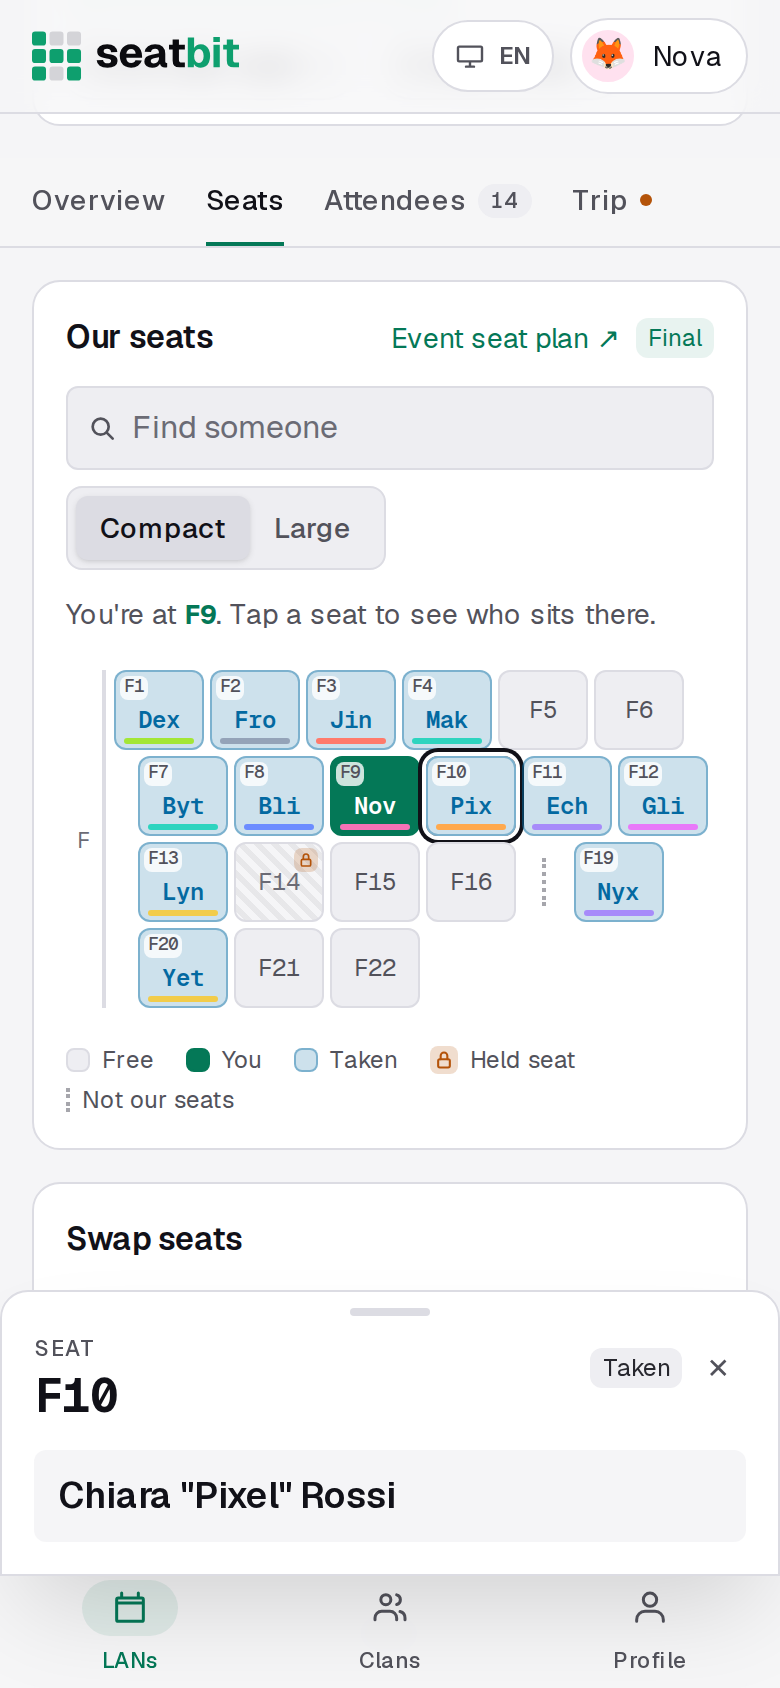 seatbit
EN
Nova
Overview
Seats
Attendees 14
Trip
Our seats
Event seat plan ↗
Final
Find someone
Compact
Large
You're at F9. Tap a seat to see who sits there.
F
F1
Dex
F2
Fro
F3
Jin
F4
Mak
F5
F6
F7
Byt
F8
Bli
F9
Nov
F10
Pix
F11
Ech
F12
Gli
F13
Lyn
F14
F15
F16
F19
Nyx
F20
Yet
F21
F22
Free
You
Taken
Held seat
Not our seats
Swap seats
SEAT
F10
Taken
Chiara "Pixel" Rossi
LANs
Clans
Profile